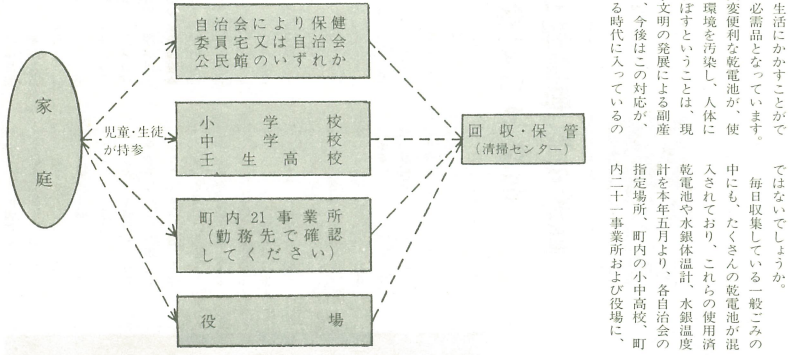 生活にかかすことがで
必需品となっています。
変便利な乾電池が、使
環境を汚染し、人体に
ぼすということは、現
文明の発展による副産
、今後はこの対応が、
る時代に入っているの
ではないでしょうか。
毎日収集している一般ごみの
中にも、たくさんの乾電池が混
入されており、これらの使用済
乾電池や水銀体温計、水銀温度
計を本年五月より、各自治会の
指定場所、町内の小中高校、町
内二十一事業所および役場に、
家庭
自治会により保健
委員宅又は自治会
公民館のいずれか
児童・生徒
が持参
小学校
中学校
壬生高校
町内21事業所
(勤務先で確認
してください)
役場
回収・保管
(清掃センター)